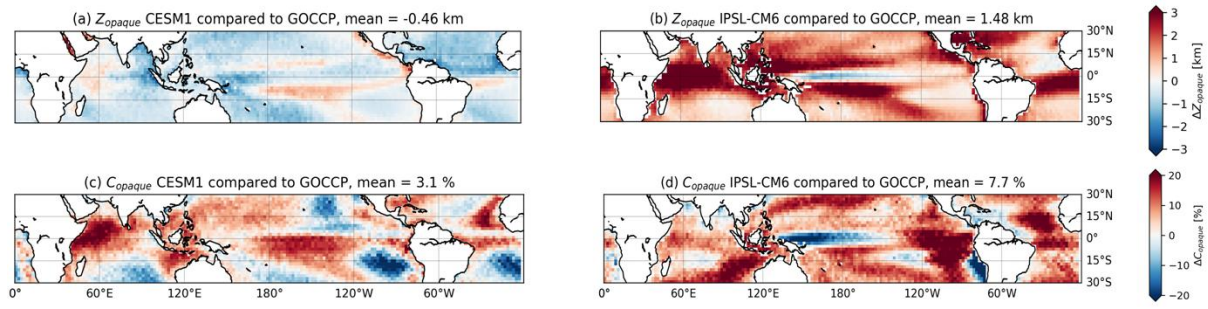 (a) Z_opaque CESM1 compared to GOCCP, mean = -0.46 km
(b) Z_opaque IPSL-CM6 compared to GOCCP, mean = 1.48 km
30°N
15°N
0°
15°S
30°S
3
2
1
0
−1
−2
−3
ΔZ_opaque [km]
(c) C_opaque CESM1 compared to GOCCP, mean = 3.1 %
(d) C_opaque IPSL-CM6 compared to GOCCP, mean = 7.7 %
30°N
15°N
0°
15°S
30°S
20
10
0
−10
−20
ΔC_opaque [%]
0° 60°E 120°E 180° 120°W 60°W
0° 60°E 120°E 180° 120°W 60°W